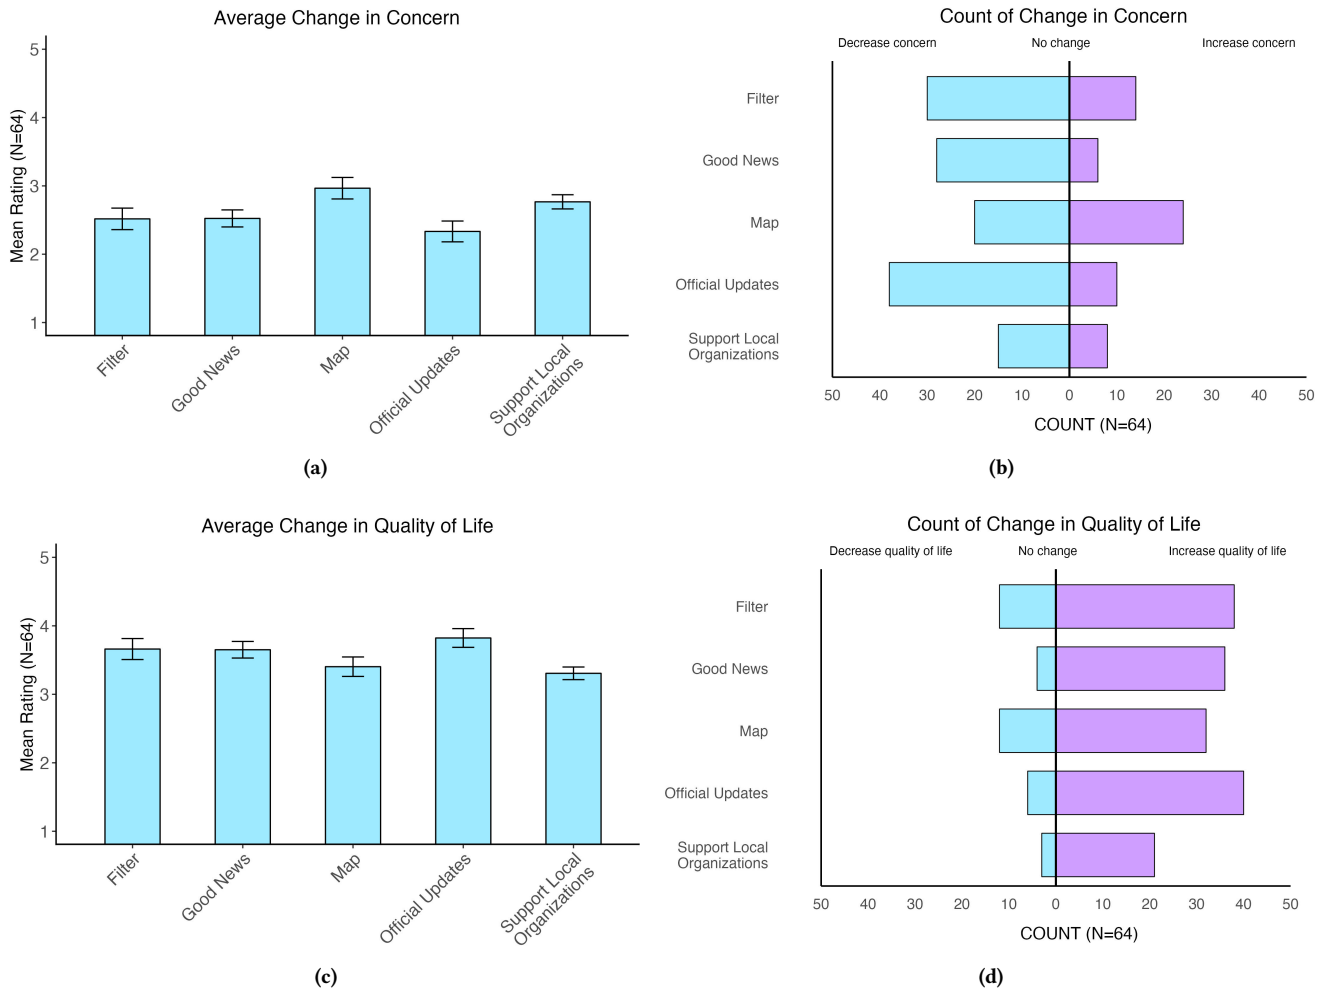 Average Change in Concern
Mean Rating (N=64)
5
4
3
2
1
Filter
Good News
Map
Official Updates
Support Local
Organizations
(a)
Count of Change in Concern
Decrease concern No change Increase concern
Filter
Good News
Map
Official Updates
Support Local
Organizations
50 40 30 20 10 0 10 20 30 40 50
COUNT (N=64)
(b)
Average Change in Quality of Life
Mean Rating (N=64)
5
4
3
2
1
Filter
Good News
Map
Official Updates
Support Local
Organizations
(c)
Count of Change in Quality of Life
Decrease quality of life No change Increase quality of life
Filter
Good News
Map
Official Updates
Support Local
Organizations
50 40 30 20 10 0 10 20 30 40 50
COUNT (N=64)
(d)